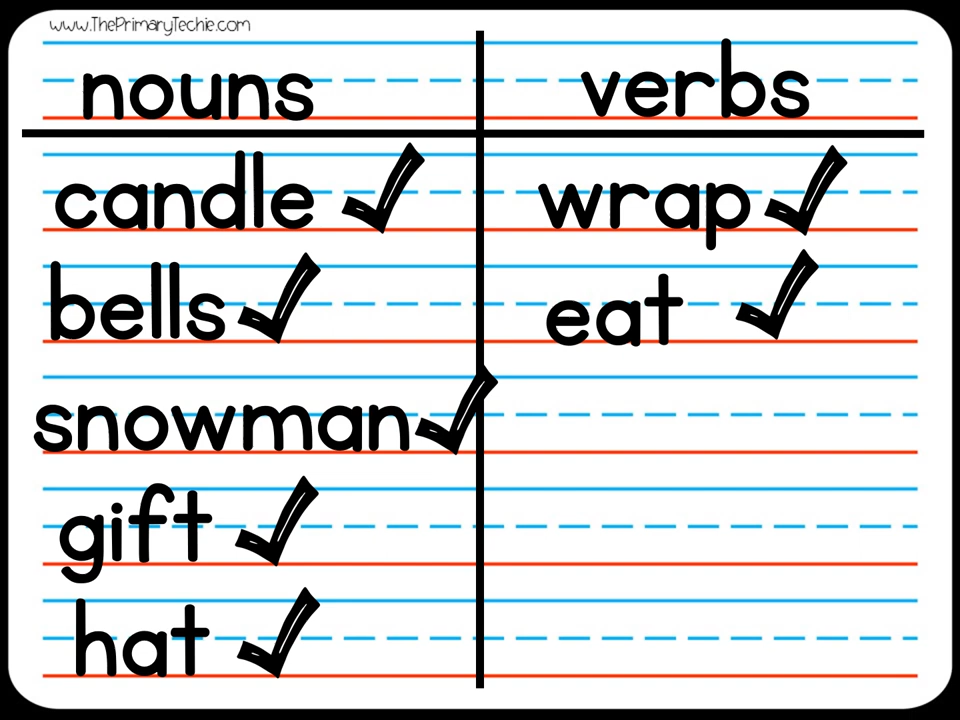 www.ThePrimaryTechie.com
nouns verbs
candle ✓ wrap ✓
bells ✓ eat ✓
snowman ✓
gift ✓
hat ✓